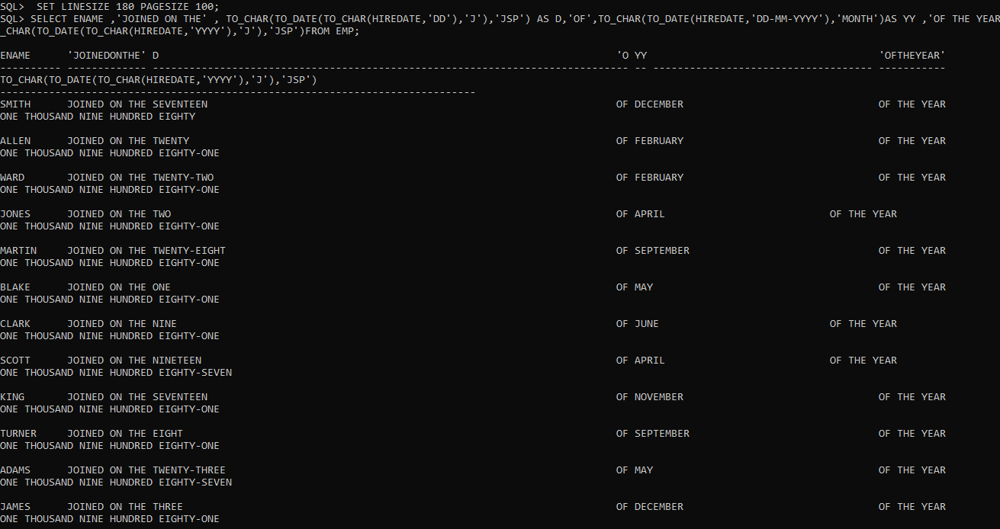 SQL>  SET LINESIZE 180 PAGESIZE 100;
SQL> SELECT ENAME ,'JOINED ON THE' , TO_CHAR(TO_DATE(TO_CHAR(HIREDATE,'DD'),'J'),'JSP') AS D,'OF',TO_CHAR(TO_DATE(HIREDATE,'DD-MM-YYYY'),'MONTH')AS YY ,'OF THE YEAR
_CHAR(TO_DATE(TO_CHAR(HIREDATE,'YYYY'),'J'),'JSP')FROM EMP;
ENAME      'JOINEDONTHE' D                                                                           'O YY                                   'OFTHEYEAR'
---------- ------------- ------------------------------------------------------------------------------ -- ------------------------------------ -----------
TO_CHAR(TO_DATE(TO_CHAR(HIREDATE,'YYYY'),'J'),'JSP')
------------------------------------------------------------------------------
SMITH      JOINED ON THE SEVENTEEN                                                                   OF DECEMBER                             OF THE YEAR
ONE THOUSAND NINE HUNDRED EIGHTY
ALLEN      JOINED ON THE TWENTY                                                                      OF FEBRUARY                             OF THE YEAR
ONE THOUSAND NINE HUNDRED EIGHTY-ONE
WARD       JOINED ON THE TWENTY-TWO                                                                  OF FEBRUARY                             OF THE YEAR
ONE THOUSAND NINE HUNDRED EIGHTY-ONE
JONES      JOINED ON THE TWO                                                                         OF APRIL                           OF THE YEAR
ONE THOUSAND NINE HUNDRED EIGHTY-ONE
MARTIN     JOINED ON THE TWENTY-EIGHT                                                                OF SEPTEMBER                            OF THE YEAR
ONE THOUSAND NINE HUNDRED EIGHTY-ONE
BLAKE      JOINED ON THE ONE                                                                         OF MAY                                  OF THE YEAR
ONE THOUSAND NINE HUNDRED EIGHTY-ONE
CLARK      JOINED ON THE NINE                                                                        OF JUNE                            OF THE YEAR
ONE THOUSAND NINE HUNDRED EIGHTY-ONE
SCOTT      JOINED ON THE NINETEEN                                                                    OF APRIL                           OF THE YEAR
ONE THOUSAND NINE HUNDRED EIGHTY-SEVEN
KING       JOINED ON THE SEVENTEEN                                                                   OF NOVEMBER                             OF THE YEAR
ONE THOUSAND NINE HUNDRED EIGHTY-ONE
TURNER     JOINED ON THE EIGHT                                                                       OF SEPTEMBER                            OF THE YEAR
ONE THOUSAND NINE HUNDRED EIGHTY-ONE
ADAMS      JOINED ON THE TWENTY-THREE                                                                OF MAY                                  OF THE YEAR
ONE THOUSAND NINE HUNDRED EIGHTY-SEVEN
JAMES      JOINED ON THE THREE                                                                       OF DECEMBER                             OF THE YEAR
ONE THOUSAND NINE HUNDRED EIGHTY-ONE